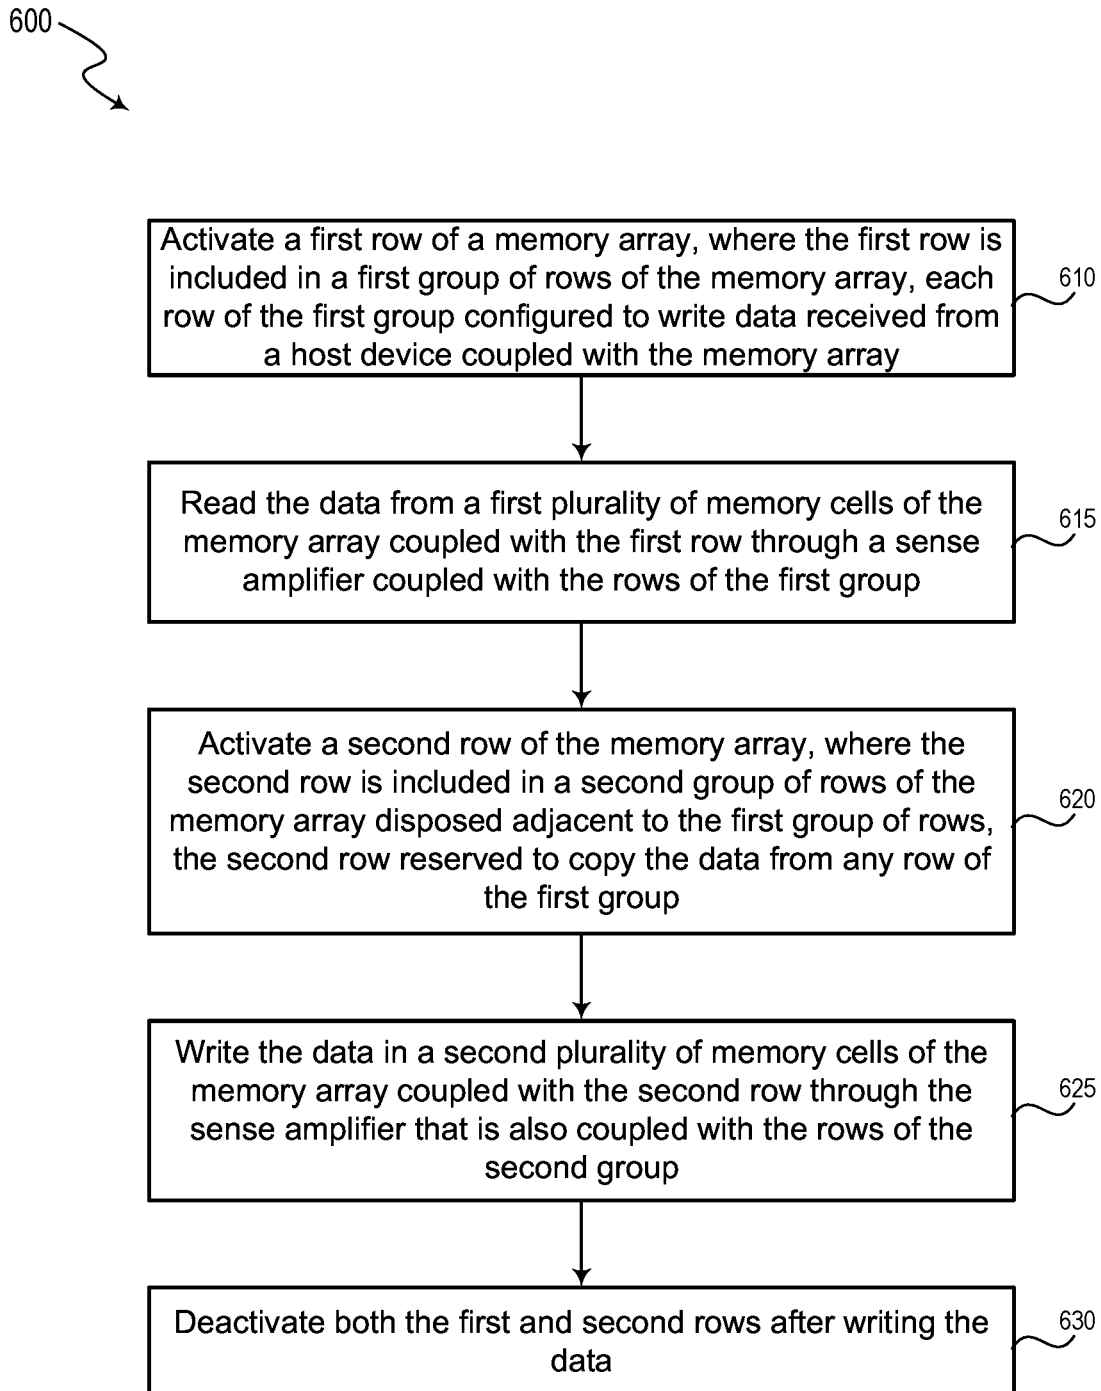 600
Activate a first row of a memory array, where the first row is
included in a first group of rows of the memory array, each
row of the first group configured to write data received from
a host device coupled with the memory array
610
Read the data from a first plurality of memory cells of the
memory array coupled with the first row through a sense
amplifier coupled with the rows of the first group
615
Activate a second row of the memory array, where the
second row is included in a second group of rows of the
memory array disposed adjacent to the first group of rows,
the second row reserved to copy the data from any row of
the first group
620
Write the data in a second plurality of memory cells of the
memory array coupled with the second row through the
sense amplifier that is also coupled with the rows of the
second group
625
Deactivate both the first and second rows after writing the
data
630